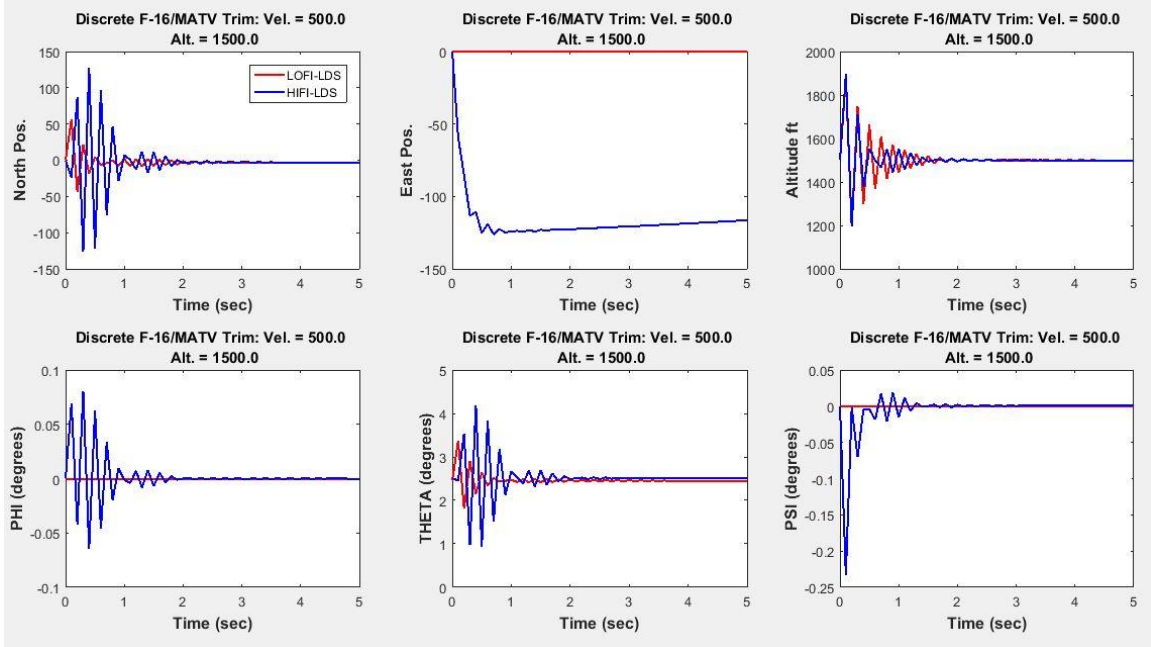 Discrete F-16/MATV Trim: Vel. = 500.0
Alt. = 1500.0
North Pos.
150
100
50
0
-50
-100
-150
LOFI-LDS
HIFI-LDS
0 1 2 3 4 5
Time (sec)
Discrete F-16/MATV Trim: Vel. = 500.0
Alt. = 1500.0
East Pos.
0
-50
-100
-150
0 1 2 3 4 5
Time (sec)
Discrete F-16/MATV Trim: Vel. = 500.0
Alt. = 1500.0
Altitude ft
2000
1800
1600
1400
1200
1000
0 1 2 3 4 5
Time (sec)
Discrete F-16/MATV Trim: Vel. = 500.0
Alt. = 1500.0
PHI (degrees)
0.1
0.05
0
-0.05
-0.1
0 1 2 3 4 5
Time (sec)
Discrete F-16/MATV Trim: Vel. = 500.0
Alt. = 1500.0
THETA (degrees)
5
4
3
2
1
0
0 1 2 3 4 5
Time (sec)
Discrete F-16/MATV Trim: Vel. = 500.0
Alt. = 1500.0
PSI (degrees)
0.05
0
-0.05
-0.1
-0.15
-0.2
-0.25
0 1 2 3 4 5
Time (sec)